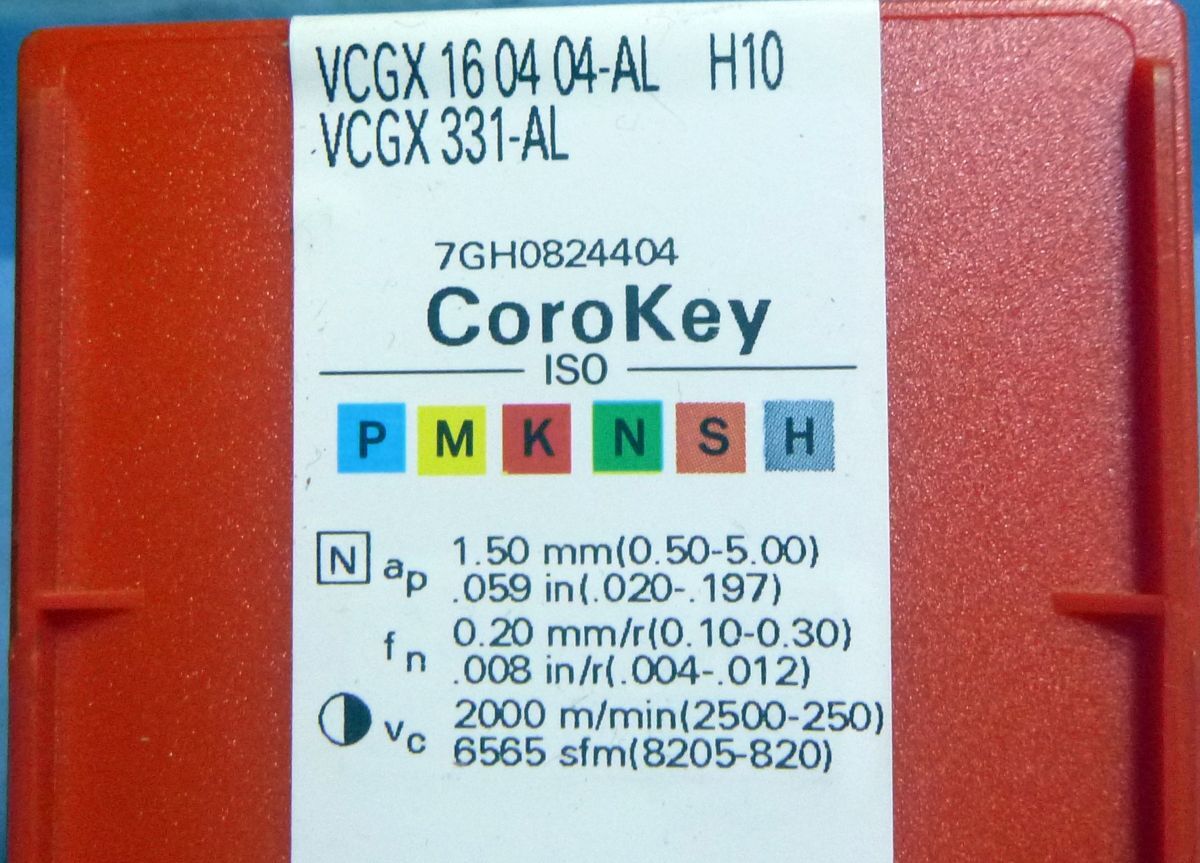 VCGX 16 04 04-AL H10
VCGX 331-AL
7GH0824404
CoroKey
ISO
P M K N S H
N ap 1.50 mm(0.50-5.00)
.059 in(.020-.197)
fn 0.20 mm/r(0.10-0.30)
.008 in/r(.004-.012)
vc 2000 m/min(2500-250)
6565 sfm(8205-820)